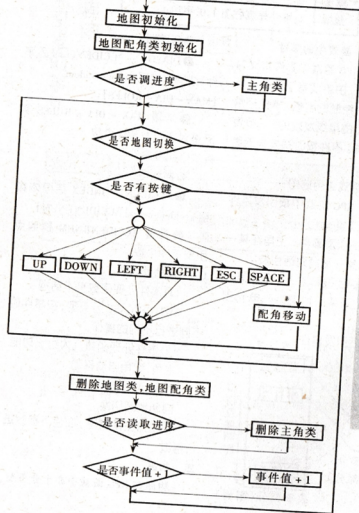 地图初始化
地图配角类初始化
是否调进度
主角类
是否地图切换
是否有按键
UP
DOWN
LEFT
RIGHT
ESC
SPACE
配角移动
删除地图类,地图配角类
是否读取进度
删除主角类
是否事件值+1
事件值+1